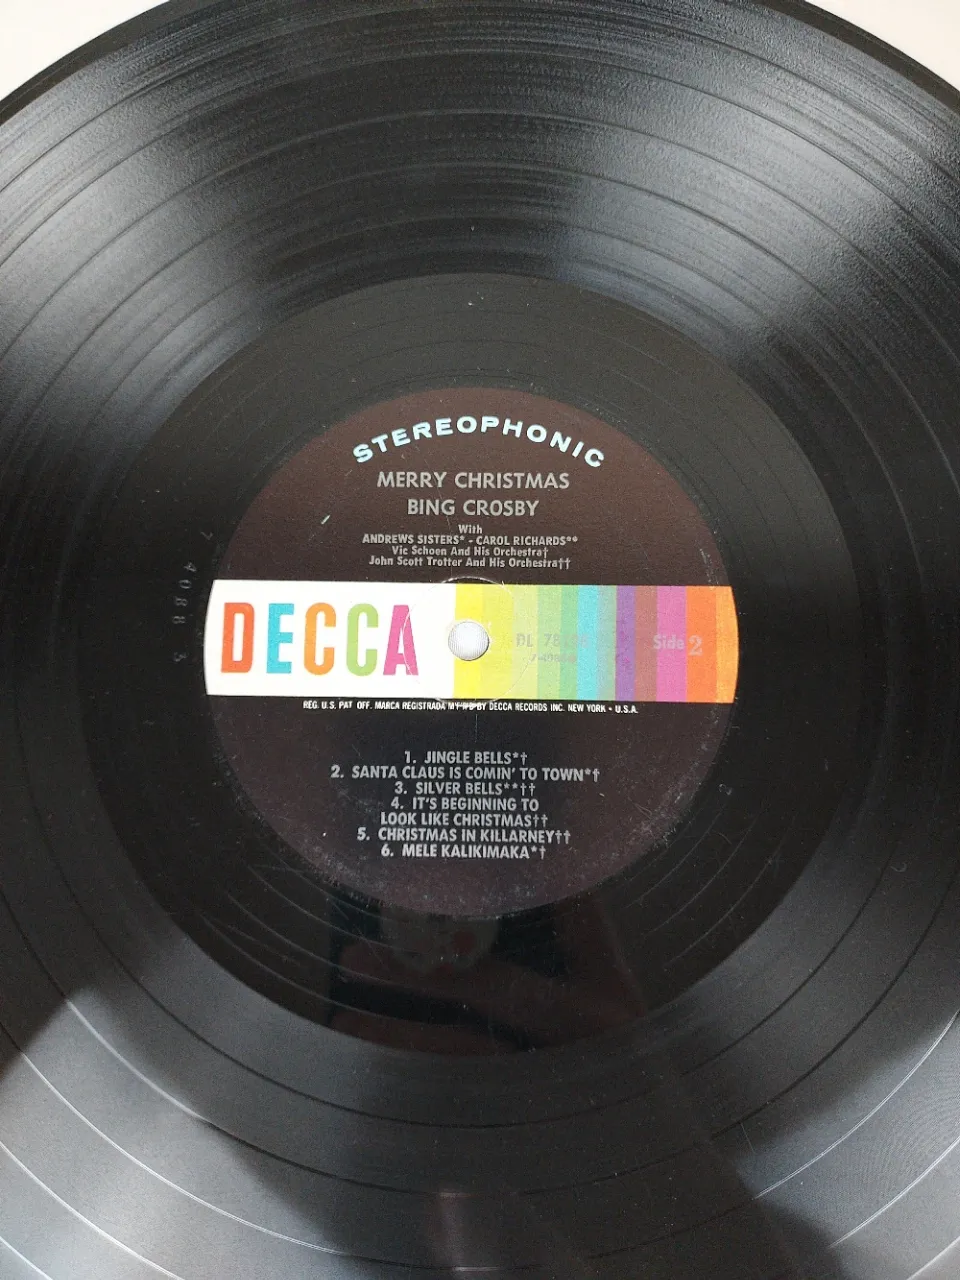 STEREOPHONIC
MERRY CHRISTMAS
BING CROSBY
With
ANDREWS SISTERS* - CAROL RICHARDS**
Vic Schoen And His Orchestra†
John Scott Trotter And His Orchestra††
DECCA
DL
Side 2
REG. U.S. PAT OFF. MARCA REGISTRADA BY DECCA RECORDS INC. NEW YORK • U.S.A.
1. JINGLE BELLS*†
2. SANTA CLAUS IS COMIN' TO TOWN*†
3. SILVER BELLS**††
4. IT'S BEGINNING TO
LOOK LIKE CHRISTMAS††
5. CHRISTMAS IN KILLARNEY††
6. MELE KALIKIMAKA*†